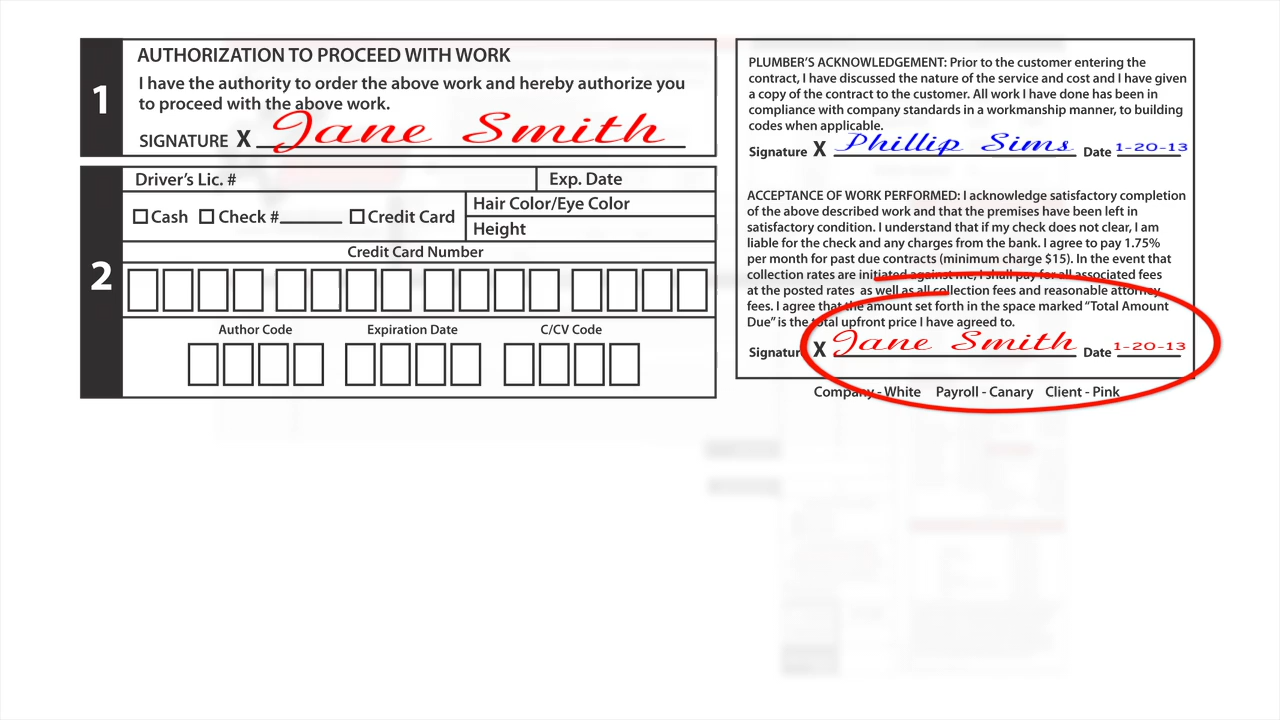 1
AUTHORIZATION TO PROCEED WITH WORK
I have the authority to order the above work and hereby authorize you
to proceed with the above work.
SIGNATURE X Jane Smith
2
Driver's Lic. #
Exp. Date
Cash Check # Credit Card
Hair Color/Eye Color
Height
Credit Card Number
Author Code Expiration Date C/CV Code
PLUMBER'S ACKNOWLEDGEMENT: Prior to the customer entering the
contract, I have discussed the nature of the service and cost and I have given
a copy of the contract to the customer. All work I have done has been in
compliance with company standards in a workmanship manner, to building
codes when applicable.
Signature X Phillip Sims Date 1-20-13
ACCEPTANCE OF WORK PERFORMED: I acknowledge satisfactory completion
of the above described work and that the premises have been left in
satisfactory condition. I understand that if my check does not clear, I am
liable for the check and any charges from the bank. I agree to pay 1.75%
per month for past due contracts (minimum charge $15). In the event that
collection rates are initiated against me, I shall pay for all associated fees
at the posted rates as well as all collection fees and reasonable attorney
fees. I agree that the amount set forth in the space marked "Total Amount
Due" is the total upfront price I have agreed to.
Signature X Jane Smith Date 1-20-13
Company - White Payroll - Canary Client - Pink